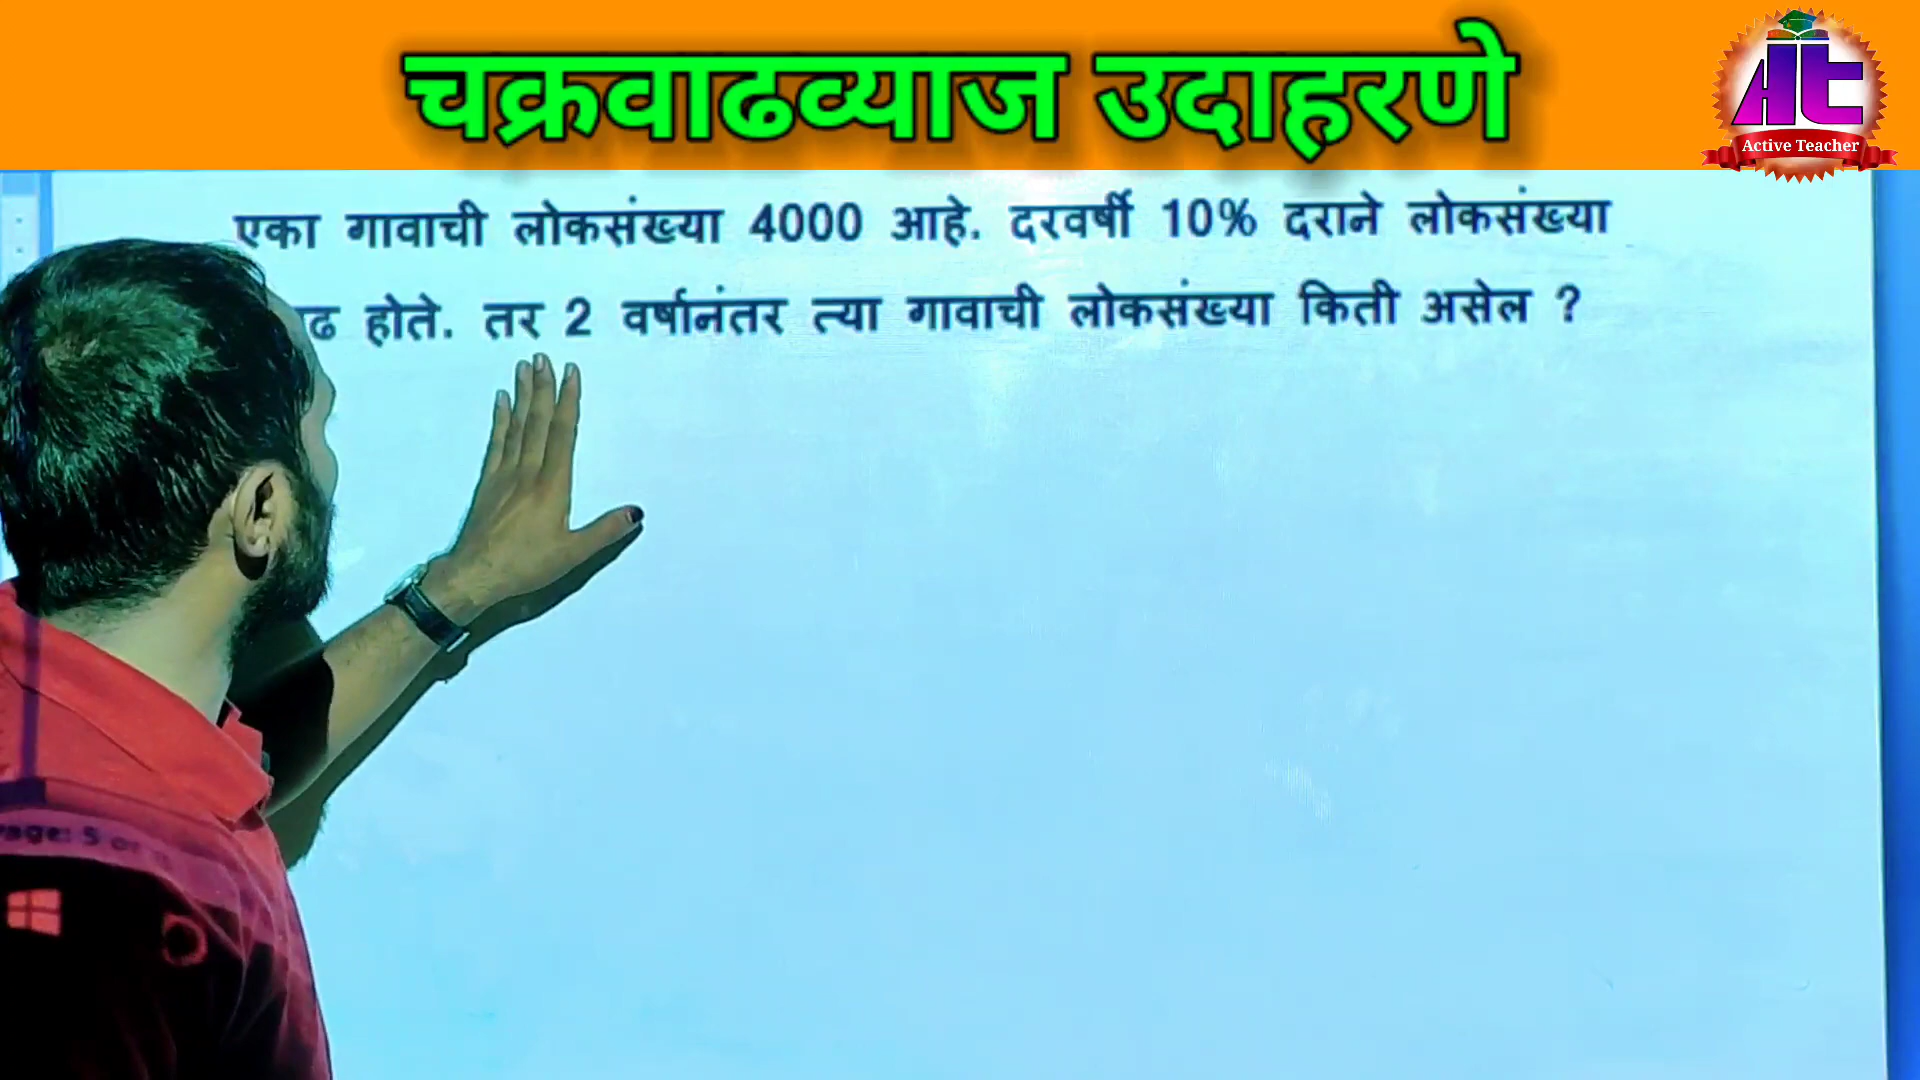 चक्रवाढव्याज उदाहरणे
Active Teacher
एका गावाची लोकसंख्या 4000 आहे. दरवर्षी 10% दराने लोकसंख्या
होते. तर 2 वर्षानंतर त्या गावाची लोकसंख्या किती असेल ?